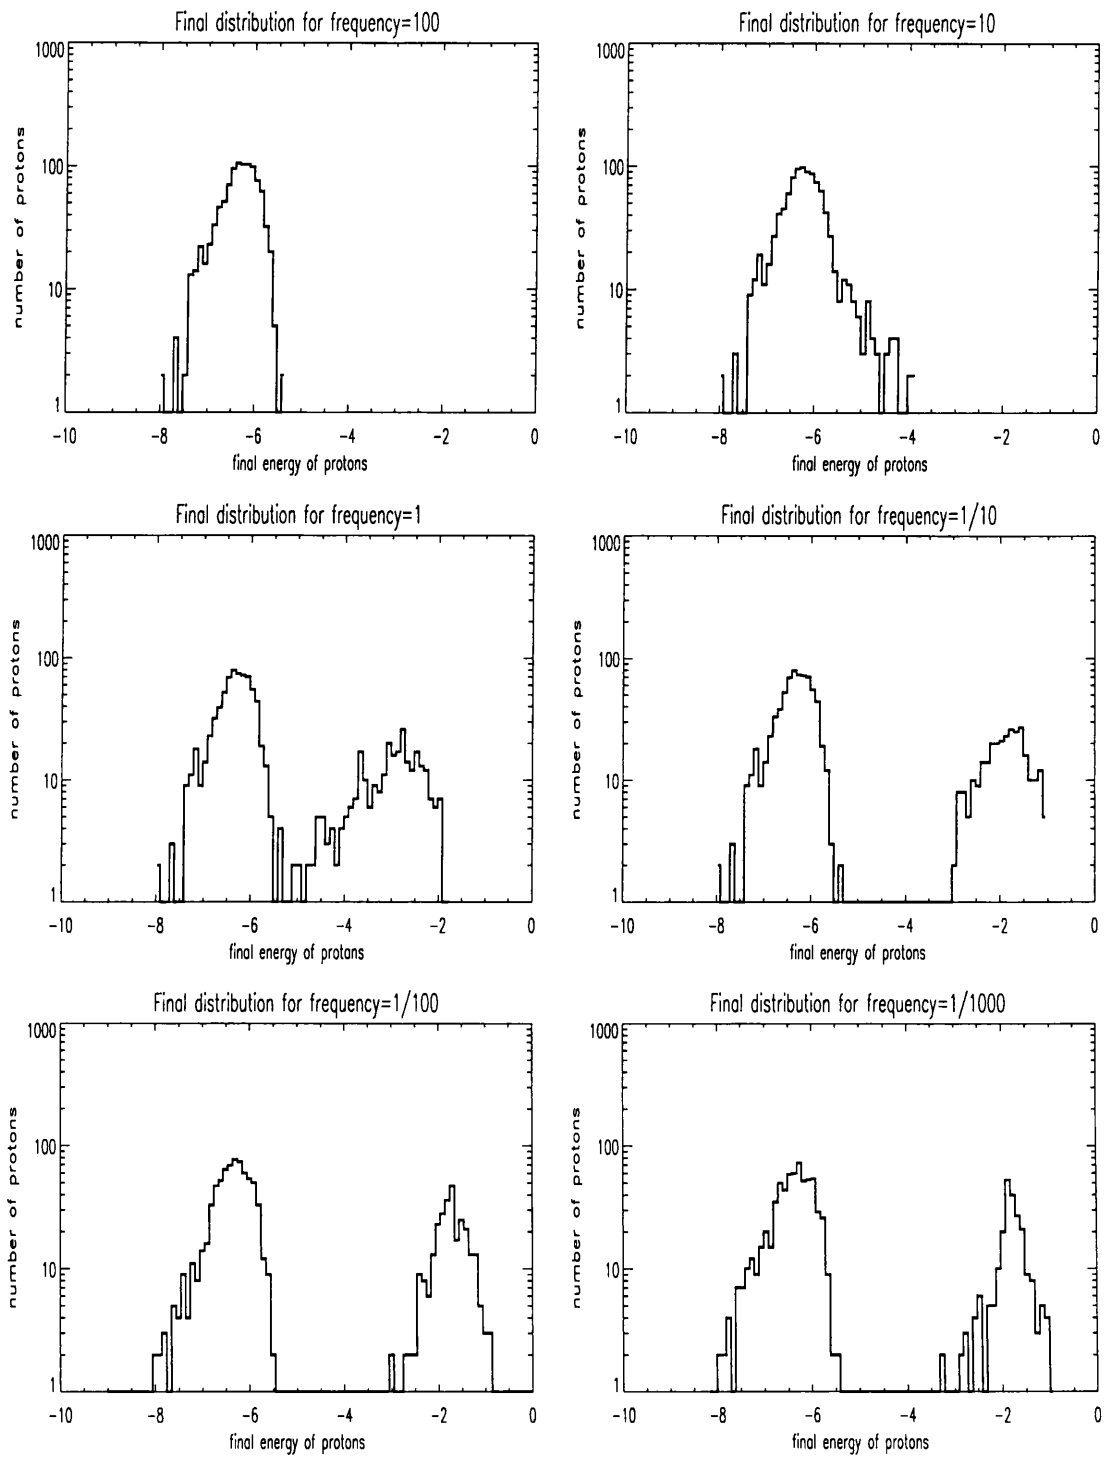 Final distribution for frequency=100
1000
100
10
1
number of protons
-10 -8 -6 -4 -2 0
final energy of protons
Final distribution for frequency=10
1000
100
10
1
number of protons
-10 -8 -6 -4 -2 0
final energy of protons
Final distribution for frequency=1
1000
100
10
1
number of protons
-10 -8 -6 -4 -2 0
final energy of protons
Final distribution for frequency=1/10
1000
100
10
1
number of protons
-10 -8 -6 -4 -2 0
final energy of protons
Final distribution for frequency=1/100
1000
100
10
1
number of protons
-10 -8 -6 -4 -2 0
final energy of protons
Final distribution for frequency=1/1000
1000
100
10
1
number of protons
-10 -8 -6 -4 -2 0
final energy of protons